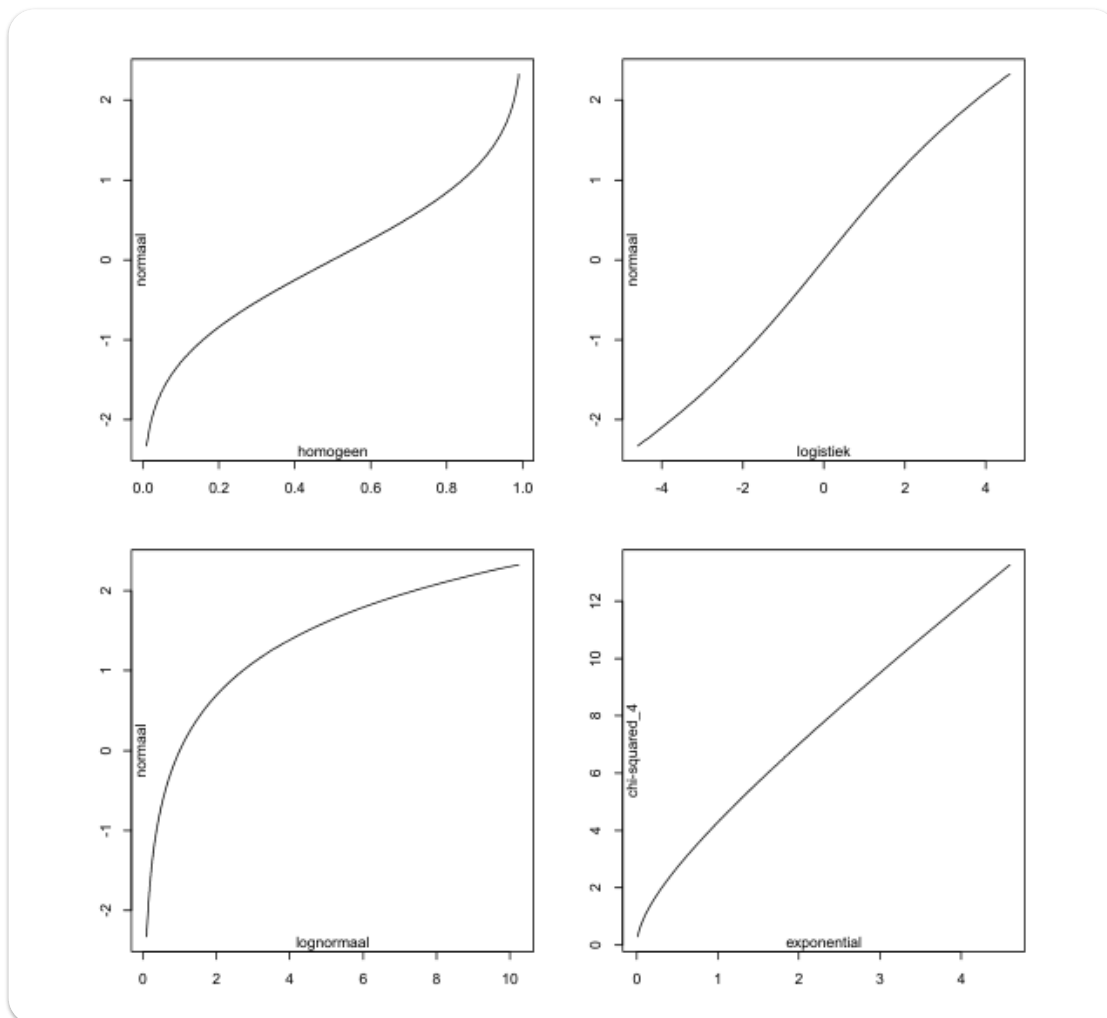 2
1
0
-1
-2
normaal
homogeen
0.0 0.2 0.4 0.6 0.8 1.0
2
1
0
-1
-2
normaal
logistiek
-4 -2 0 2 4
2
1
0
-1
-2
normaal
lognormaal
0 2 4 6 8 10
12
10
8
6
4
2
0
chi-squared_4
exponential
0 1 2 3 4